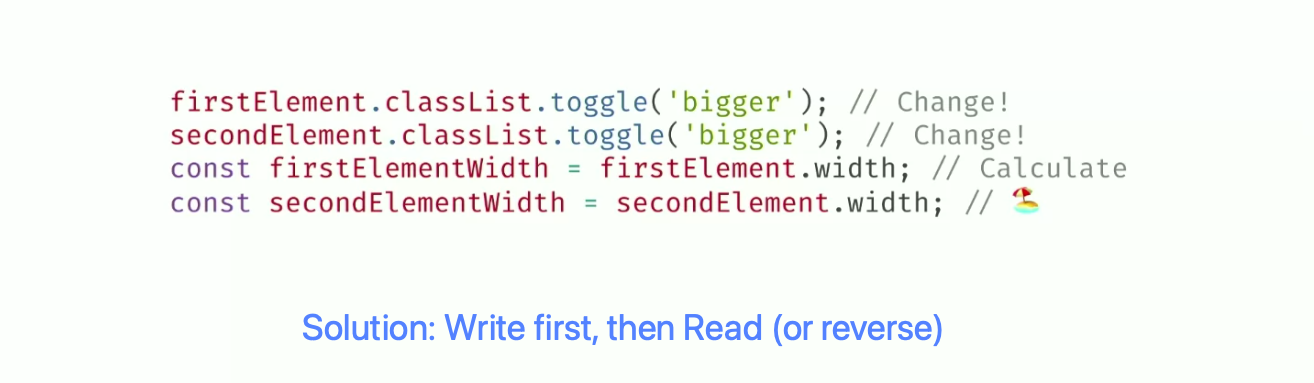 firstElement.classList.toggle('bigger'); // Change!
secondElement.classList.toggle('bigger'); // Change!
const firstElementWidth = firstElement.width; // Calculate
const secondElementWidth = secondElement.width; // 🏖️
Solution: Write first, then Read (or reverse)